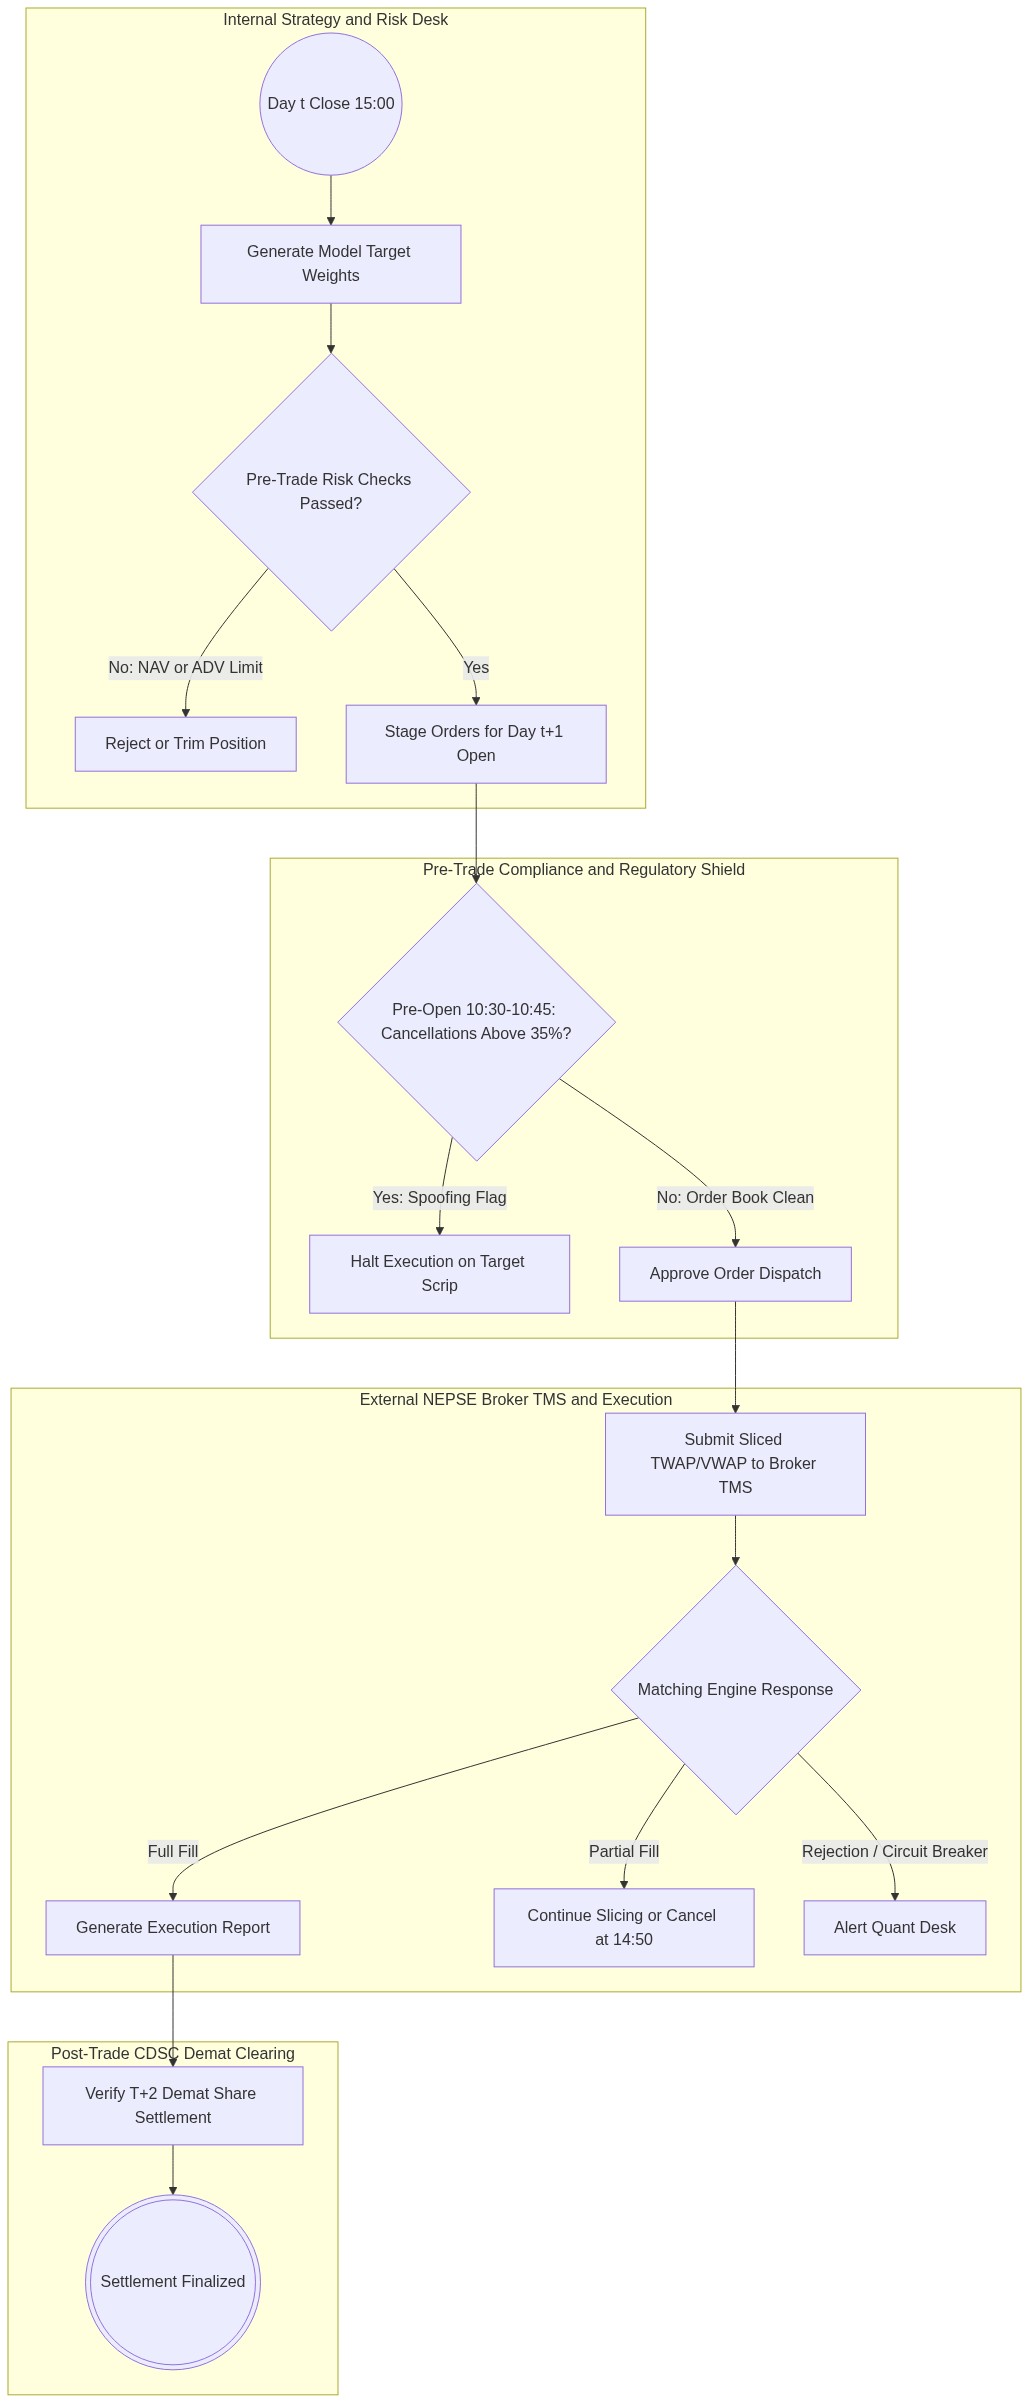 Internal Strategy and Risk Desk
Day t Close 15:00
Generate Model Target
Weights
Pre-Trade Risk Checks
Passed?
No: NAV or ADV Limit
Yes
Reject or Trim Position
Stage Orders for Day t+1
Open
Pre-Trade Compliance and Regulatory Shield
Pre-Open 10:30-10:45:
Cancellations Above 35%?
Yes: Spoofing Flag
No: Order Book Clean
Halt Execution on Target
Scrip
Approve Order Dispatch
External NEPSE Broker TMS and Execution
Submit Sliced
TWAP/VWAP to Broker
TMS
Matching Engine Response
Full Fill
Partial Fill
Rejection / Circuit Breaker
Generate Execution Report
Continue Slicing or Cancel
at 14:50
Alert Quant Desk
Post-Trade CDSC Demat Clearing
Verify T+2 Demat Share
Settlement
Settlement Finalized